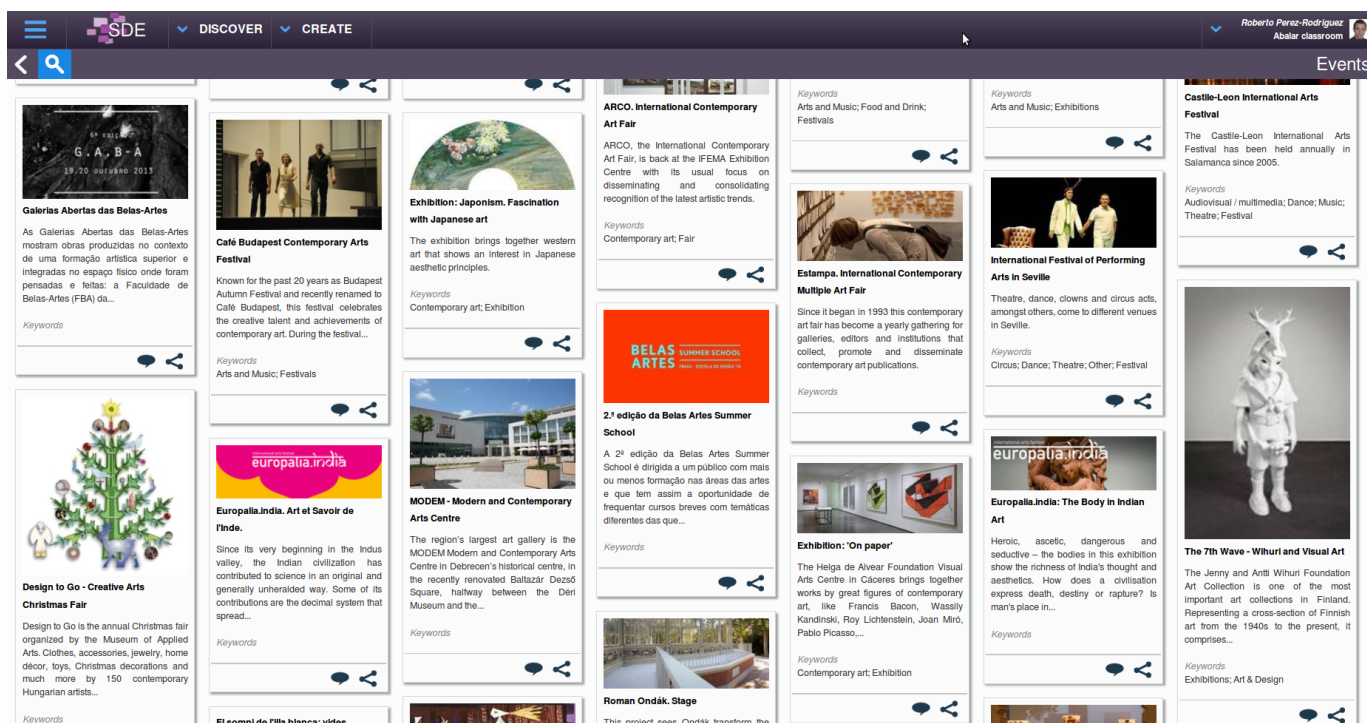 SDE
DISCOVER
CREATE
Roberto Perez-Rodriguez
Abalar classroom
Events
6ª EDIÇÃ
G.A,B-A
19.20 OUTUBRO 2013
Galerias Abertas das Belas-Artes
As Galerias Abertas das Belas-Artes
mostram obras produzidas no contexto
de uma formação artística superior e
integradas no espaço físico onde foram
pensadas e feitas: a Faculdade de
Belas-Artes (FBA) da...
Keywords
Design to Go - Creative Arts
Christmas Fair
Design to Go is the annual Christmas fair
organized by the Museum of Applied
Arts. Clothes, accessories, jewelry, home
décor, toys, Christmas decorations and
much more by 150 contemporary
Hungarian artists...
Keywords
Café Budapest Contemporary Arts
Festival
Known for the past 20 years as Budapest
Autumn Festival and recently renamed to
Café Budapest, this festival celebrates
the creative talent and achievements of
contemporary art. During the festival...
Keywords
Arts and Music; Festivals
international arts festival
europalia.india
Europalia.india. Art et Savoir de
l'Inde.
Since its very beginning in the Indus
valley, the Indian civilization has
contributed to science in an original and
generally unheralded way. Some of its
contributions are the decimal system that
spread...
Keywords
El somni de l'illa blanca: vides
Exhibition: Japonism. Fascination
with Japanese art
The exhibition brings together western
art that shows an interest in Japanese
aesthetic principles.
Keywords
Contemporary art; Exhibition
MODEM - Modern and Contemporary
Arts Centre
The region's largest art gallery is the
MODEM Modern and Contemporary Arts
Centre in Debrecen's historical centre, in
the recently renovated Baltazár Dezső
Square, halfway between the Déri
Museum and the...
Keywords
ARCO. International Contemporary
Art Fair
ARCO, the International Contemporary
Art Fair, is back at the IFEMA Exhibition
Centre with its usual focus on
disseminating and consolidating
recognition of the latest artistic trends.
Keywords
Contemporary art; Fair
BELAS SUMMER SCHOOL
ARTES
2.ª edição da Belas Artes Summer
School
A 2ª edição da Belas Artes Summer
School é dirigida a um público com mais
ou menos formação nas áreas das artes
e que tem assim a oportunidade de
frequentar cursos breves com temáticas
diferentes das que...
Keywords
Roman Ondák. Stage
This project sees Ondák transform the
Keywords
Arts and Music; Food and Drink;
Festivals
Estampa. International Contemporary
Multiple Art Fair
Since it began in 1993 this contemporary
art fair has become a yearly gathering for
galleries, editors and institutions that
collect, promote and disseminate
contemporary art publications.
Keywords
Exhibition: 'On paper'
The Helga de Alvear Foundation Visual
Arts Centre in Cáceres brings together
works by great figures of contemporary
art, like Francis Bacon, Wassily
Kandinski, Roy Lichtenstein, Joan Miró,
Pablo Picasso,...
Keywords
Contemporary art; Exhibition
Keywords
Arts and Music; Exhibitions
International Festival of Performing
Arts in Seville
Theatre, dance, clowns and circus acts,
amongst others, come to different venues
in Seville.
Keywords
Circus; Dance; Theatre; Other; Festival
international arts festival
europalia.india
Europalia.india: The Body in Indian
Art
Heroic, ascetic, dangerous and
seductive – the bodies in this exhibition
show the richness of India's thought and
aesthetics. How does a civilisation
express death, destiny or rapture? Is
man's place in...
Keywords
Castile-Leon International Arts
Festival
The Castile-Leon International Arts
Festival has been held annually in
Salamanca since 2005.
Keywords
Audiovisual / multimedia; Dance; Music;
Theatre; Festival
The 7th Wave - Wihuri and Visual Art
The Jenny and Antti Wihuri Foundation
Art Collection is one of the most
important art collections in Finland.
Representing a cross-section of Finnish
art from the 1940s to the present, it
comprises...
Keywords
Exhibitions; Art & Design